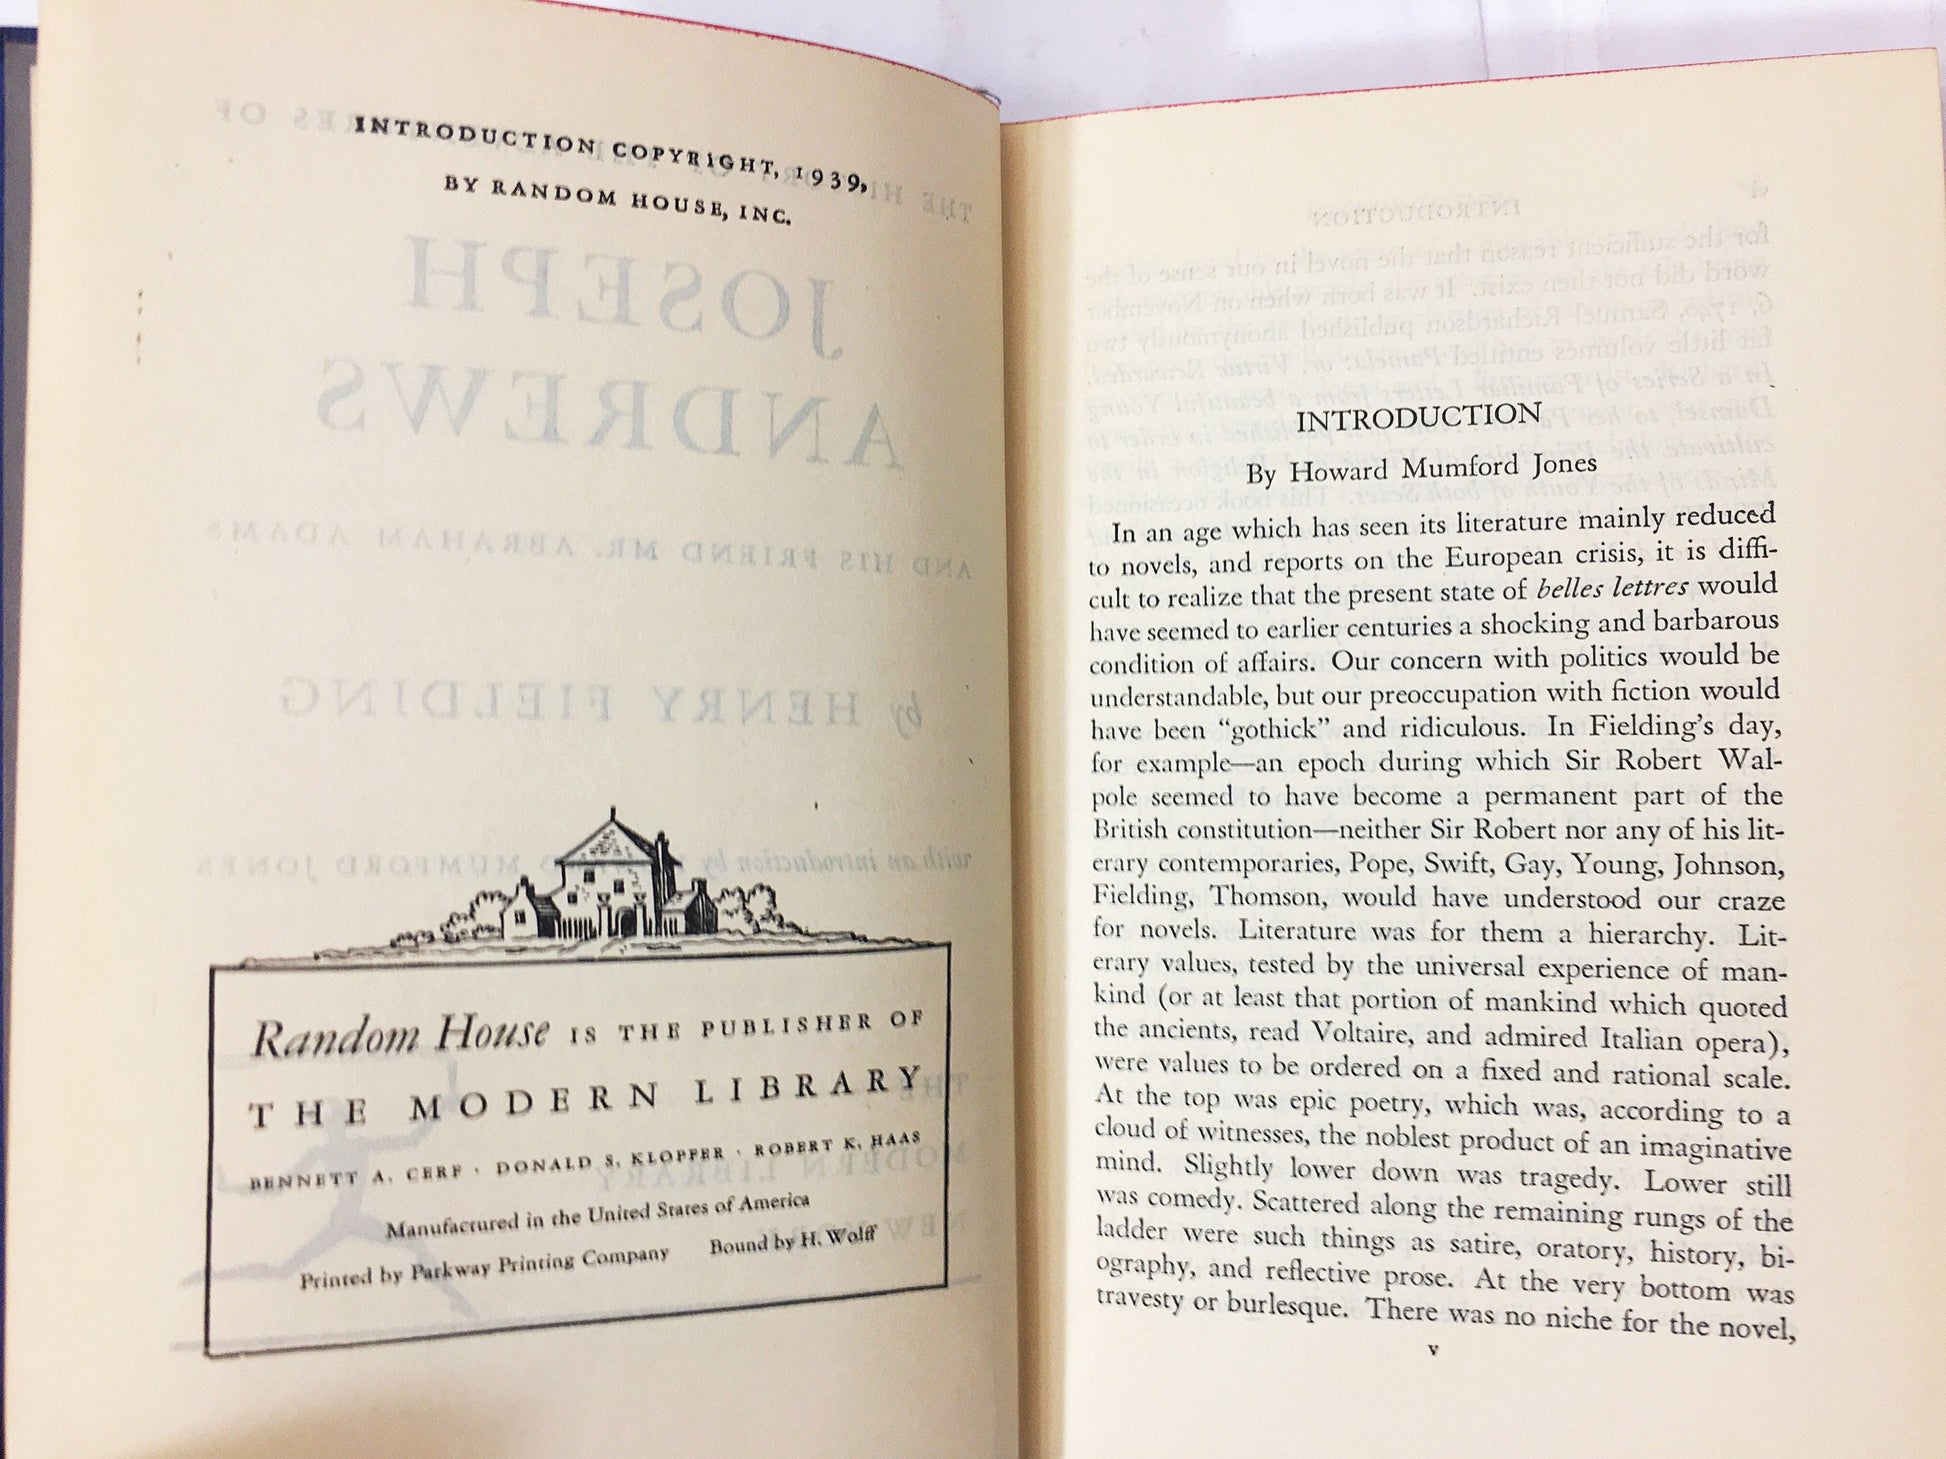 INTRODUCTION COPYRIGHT, 1939,
BY RANDOM HOUSE, INC.
Random House IS THE PUBLISHER OF
THE MODERN LIBRARY
BENNETT A. CERF · DONALD S. KLOPFER · ROBERT K. HAAS
Manufactured in the United States of America
Printed by Parkway Printing Company Bound by H. Wolff
INTRODUCTION
By Howard Mumford Jones
In an age which has seen its literature mainly reduced
to novels, and reports on the European crisis, it is diffi-
cult to realize that the present state of belles lettres would
have seemed to earlier centuries a shocking and barbarous
condition of affairs. Our concern with politics would be
understandable, but our preoccupation with fiction would
have been “gothick” and ridiculous. In Fielding’s day,
for example—an epoch during which Sir Robert Wal-
pole seemed to have become a permanent part of the
British constitution—neither Sir Robert nor any of his lit-
erary contemporaries, Pope, Swift, Gay, Young, Johnson,
Fielding, Thomson, would have understood our craze
for novels. Literature was for them a hierarchy. Lit-
erary values, tested by the universal experience of man-
kind (or at least that portion of mankind which quoted
the ancients, read Voltaire, and admired Italian opera),
were values to be ordered on a fixed and rational scale.
At the top was epic poetry, which was, according to a
cloud of witnesses, the noblest product of an imaginative
mind. Slightly lower down was tragedy. Lower still
was comedy. Scattered along the remaining rungs of the
ladder were such things as satire, oratory, history, bi-
ography, and reflective prose. At the very bottom was
travesty or burlesque. There was no niche for the novel,
v